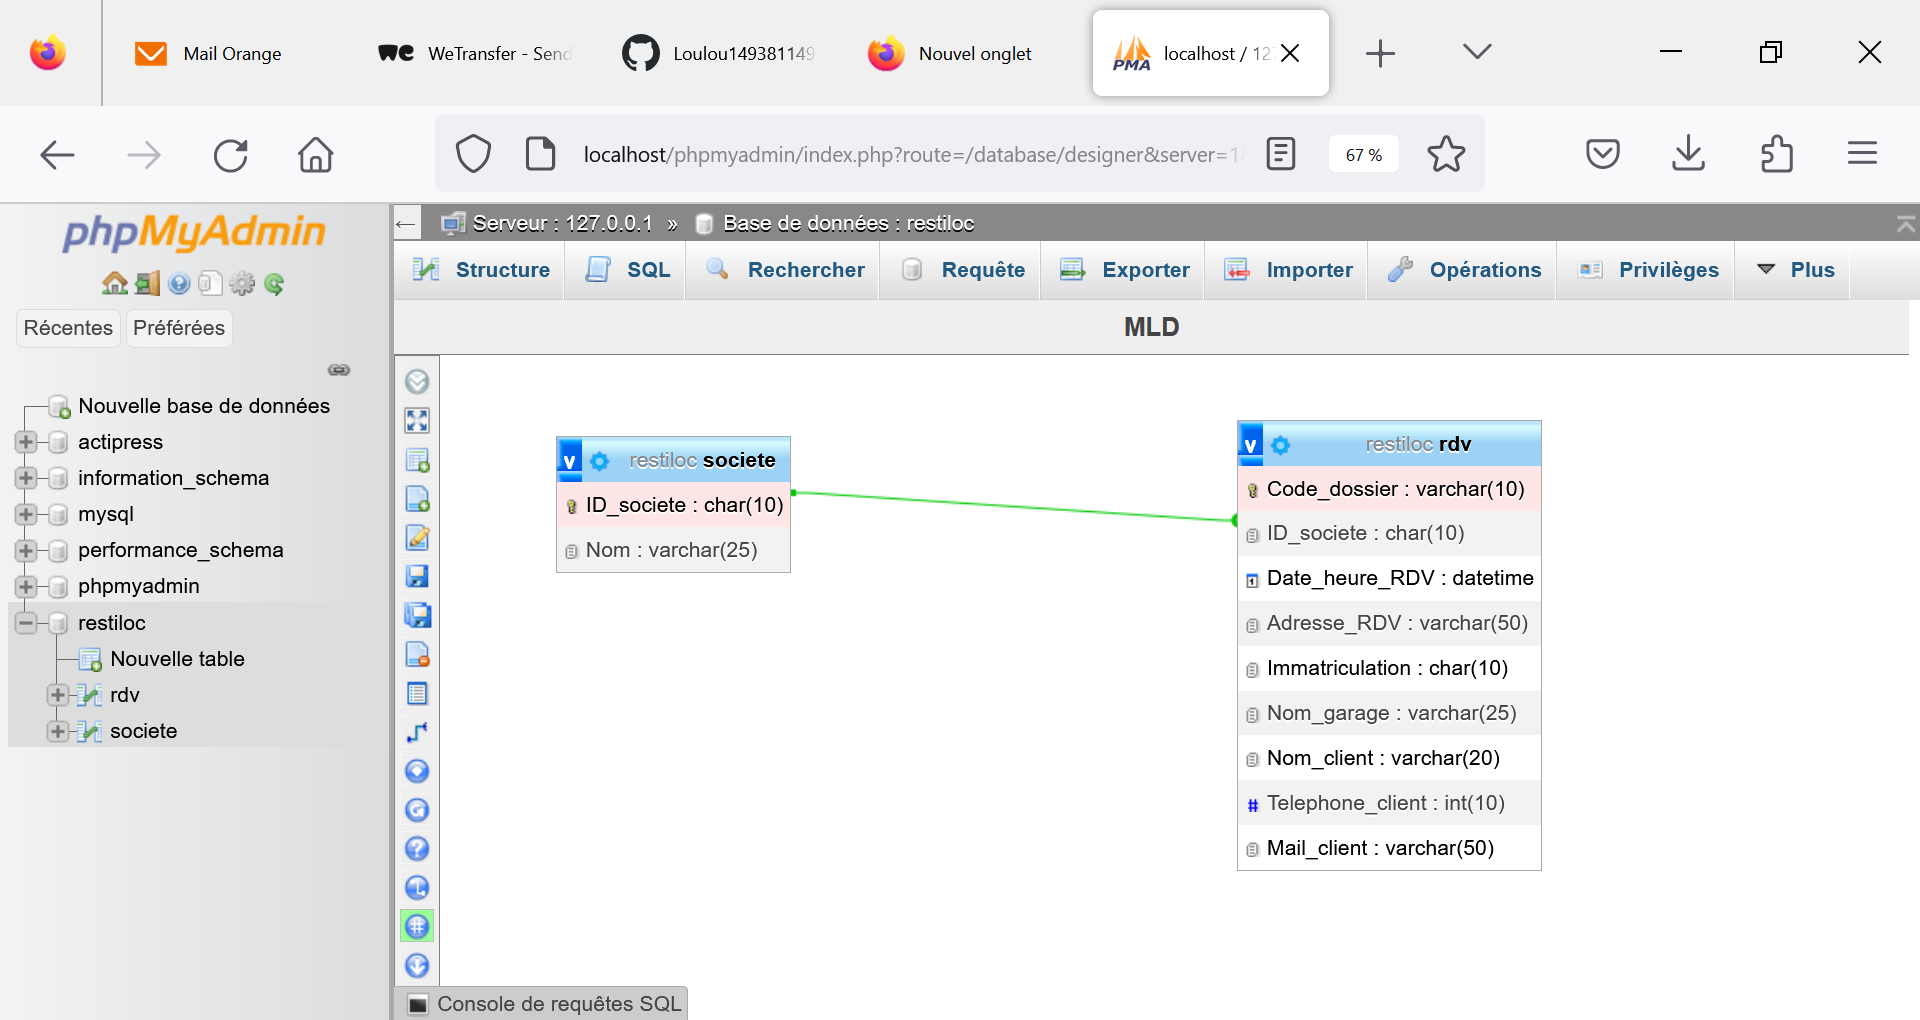 Mail Orange
WeTransfer - Send
Loulou149381149
Nouvel onglet
PMA
localhost / 12
localhost/phpmyadmin/index.php?route=/database/designer&server=1
67 %
phpMyAdmin
Récentes
Préférées
Nouvelle base de données
actipress
information_schema
mysql
performance_schema
phpmyadmin
restiloc
Nouvelle table
rdv
societe
Serveur : 127.0.0.1 » Base de données : restiloc
Structure
SQL
Rechercher
Requête
Exporter
Importer
Opérations
Privilèges
Plus
MLD
v restiloc societe
ID_societe : char(10)
Nom : varchar(25)
v restiloc rdv
Code_dossier : varchar(10)
ID_societe : char(10)
Date_heure_RDV : datetime
Adresse_RDV : varchar(50)
Immatriculation : char(10)
Nom_garage : varchar(25)
Nom_client : varchar(20)
# Telephone_client : int(10)
Mail_client : varchar(50)
Console de requêtes SQL